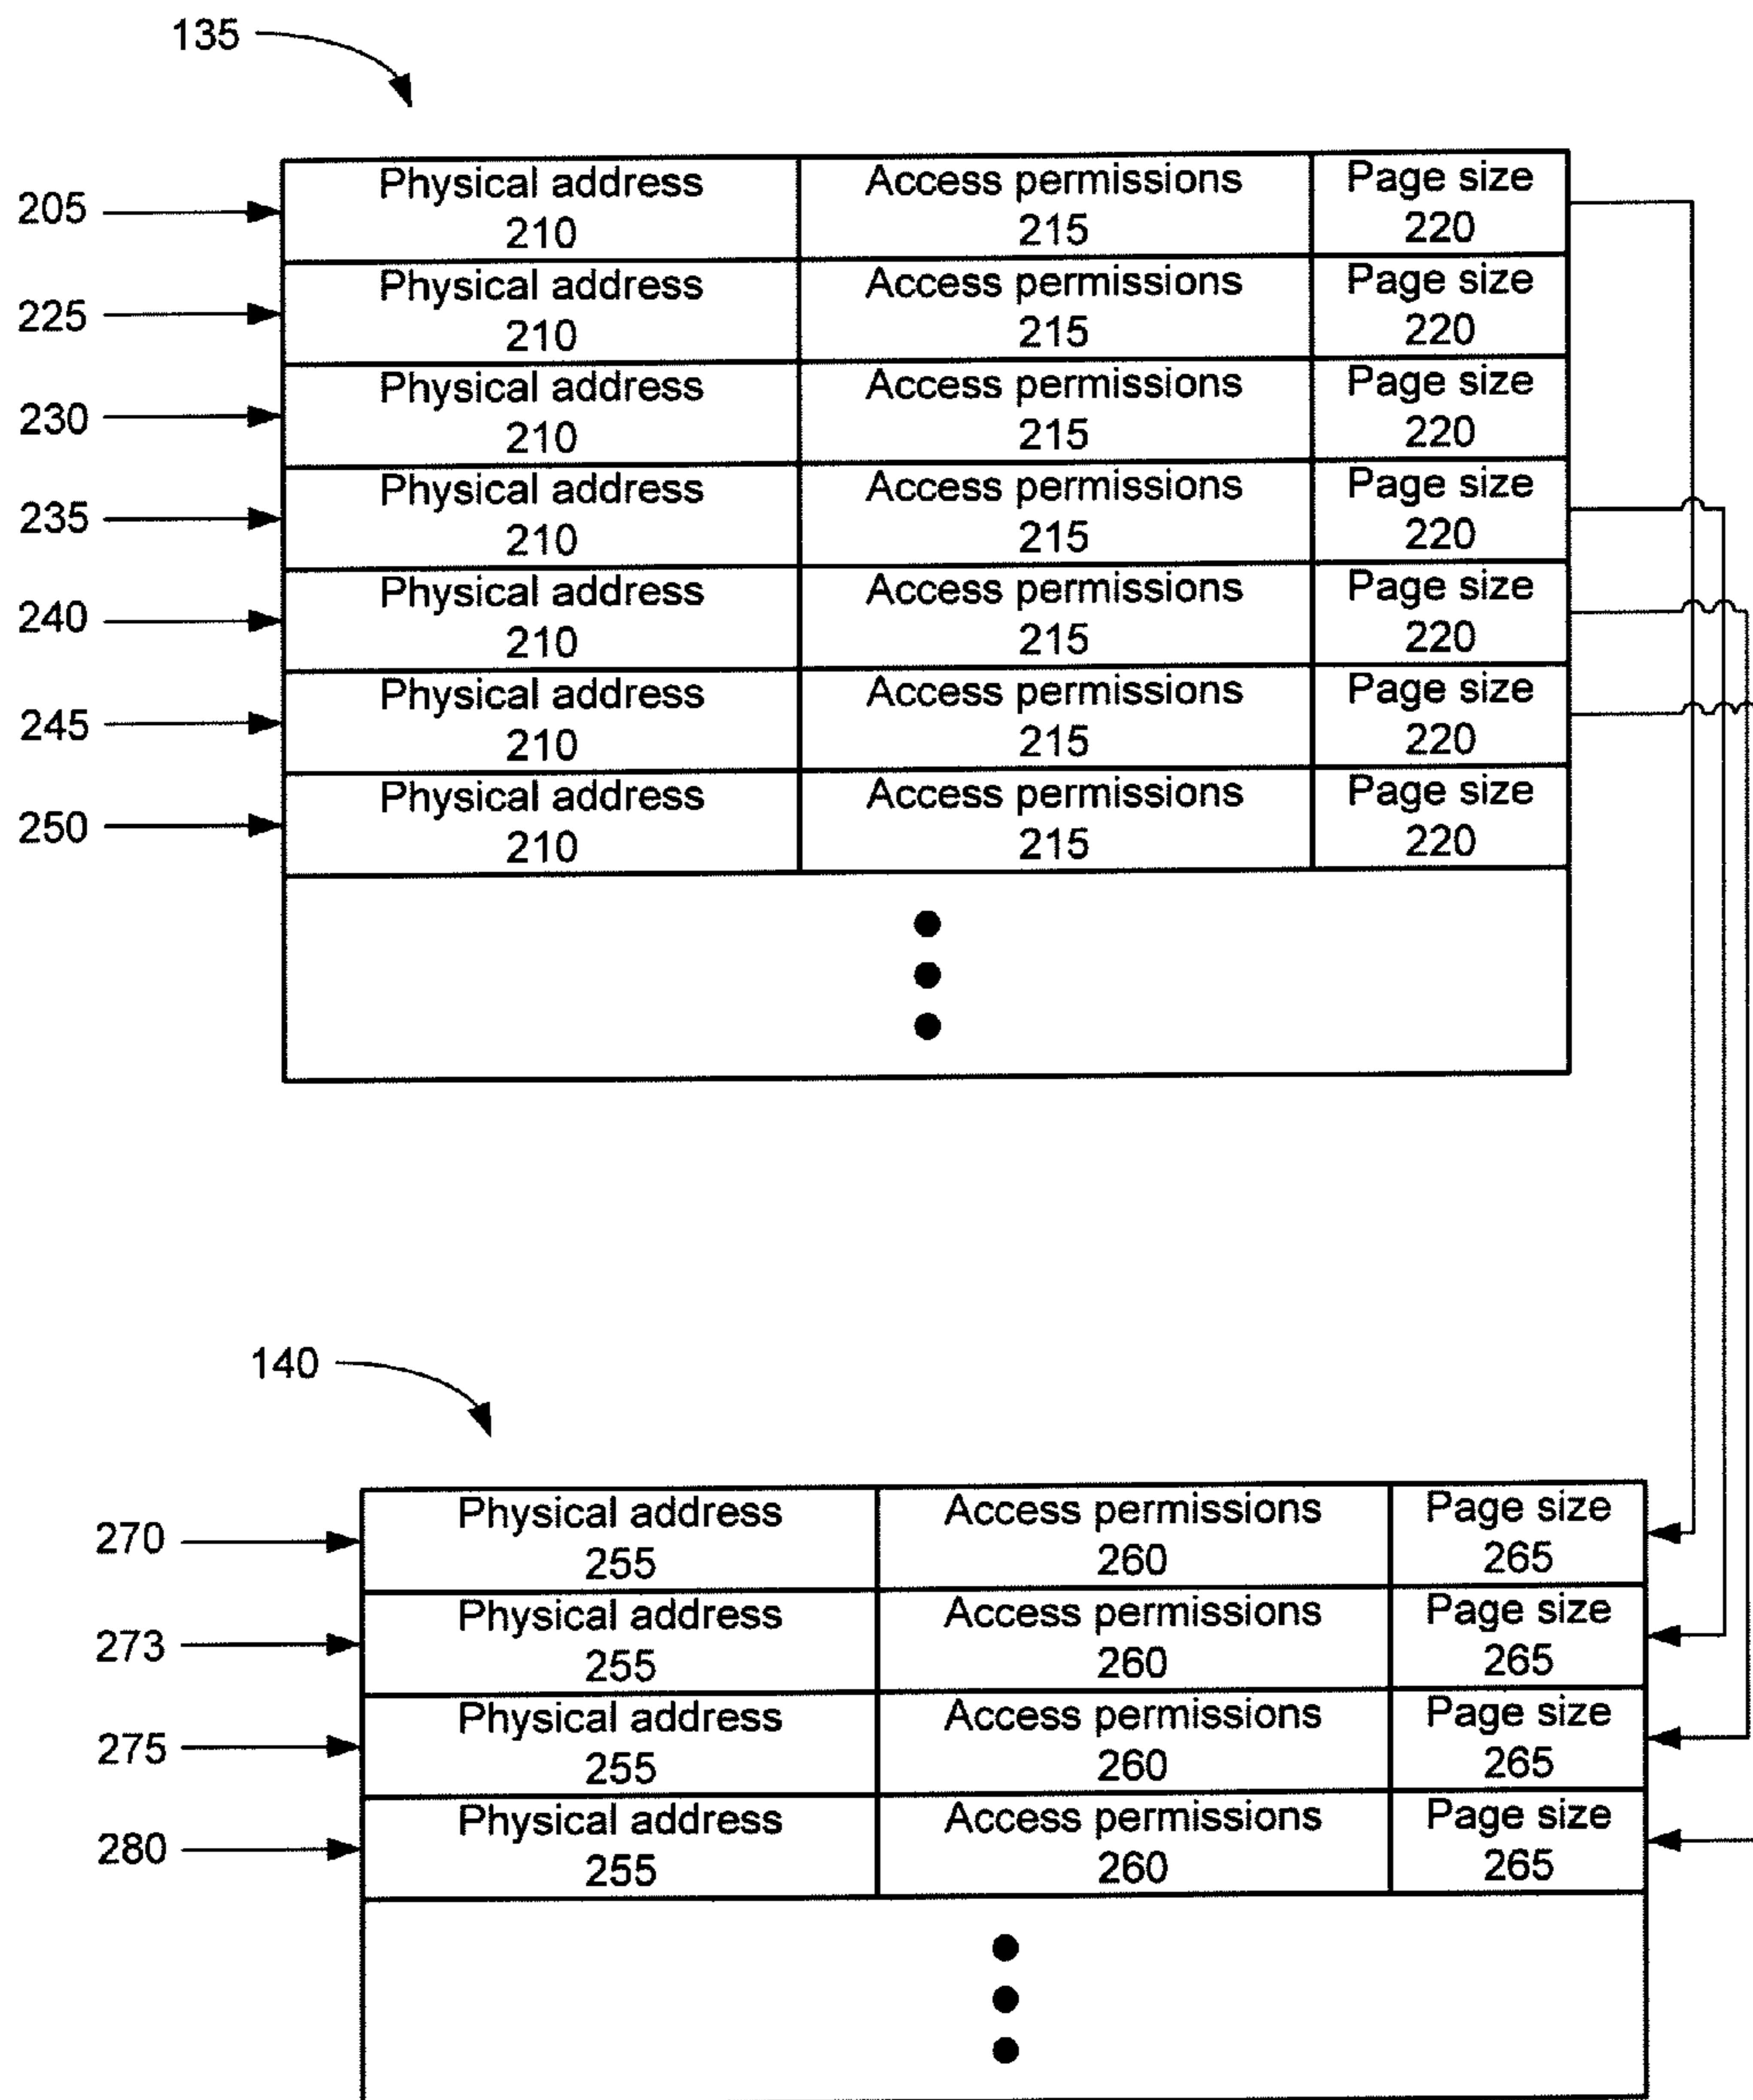 135
Physical address Access permissions Page size
205 210 215 220
Physical address Access permissions Page size
225 210 215 220
Physical address Access permissions Page size
230 210 215 220
Physical address Access permissions Page size
235 210 215 220
Physical address Access permissions Page size
240 210 215 220
Physical address Access permissions Page size
245 210 215 220
Physical address Access permissions Page size
250 210 215 220
140
Physical address Access permissions Page size
270 255 260 265
Physical address Access permissions Page size
273 255 260 265
Physical address Access permissions Page size
275 255 260 265
Physical address Access permissions Page size
280 255 260 265